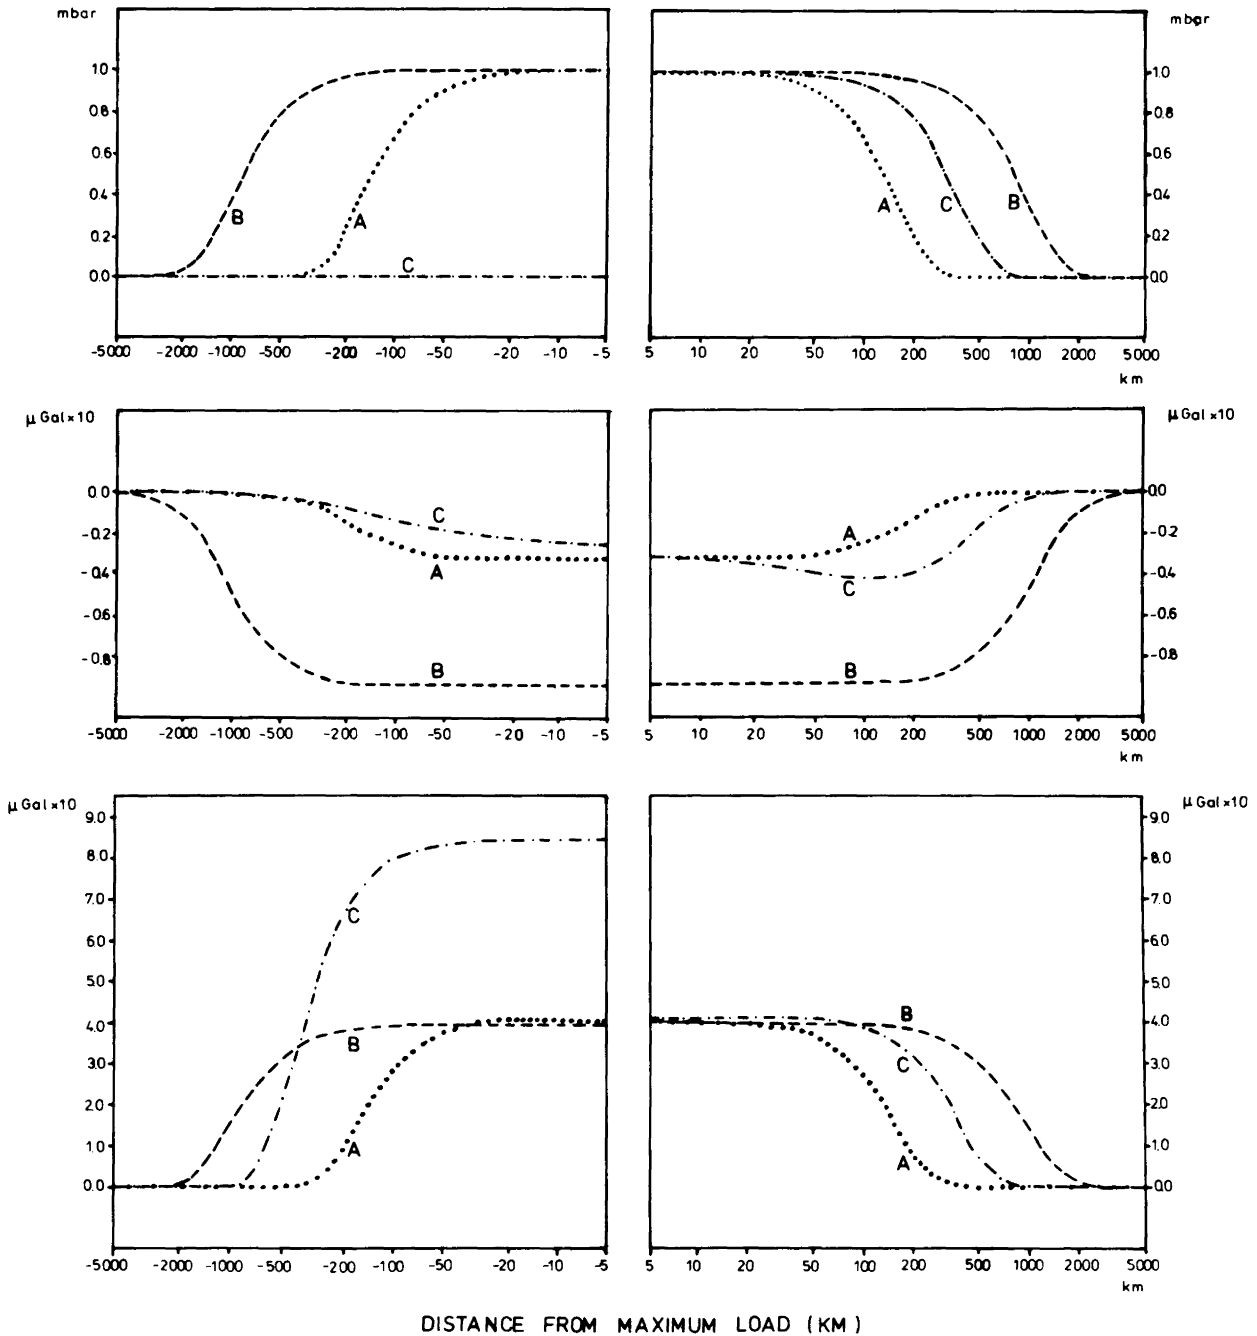 mbar
mbar
1.0
0.8
0.6
0.4
0.2
0.0
B
A
C
A
C
B
1.0
0.8
0.6
0.4
0.2
0.0
-5000 -2000 -1000 -500 -200 -100 -50 -20 -10 -5
5 10 20 50 100 200 500 1000 2000 5000
km
μGal×10
μGal×10
0.0
-0.2
-0.4
-0.6
-0.8
C
A
B
A
C
B
0.0
-0.2
-0.4
-0.6
-0.8
-5000 -2000 -1000 -500 -200 -100 -50 -20 -10 -5
5 10 20 50 100 200 500 1000 2000 5000
km
μGal×10
μGal×10
9.0
8.0
7.0
6.0
5.0
4.0
3.0
2.0
1.0
0.0
C
B
A
B
C
A
9.0
8.0
7.0
6.0
5.0
4.0
3.0
2.0
1.0
0.0
-5000 -2000 -1000 -500 -200 -100 -50 -20 -10 -5
5 10 20 50 100 200 500 1000 2000 5000
km
DISTANCE FROM MAXIMUM LOAD (KM)